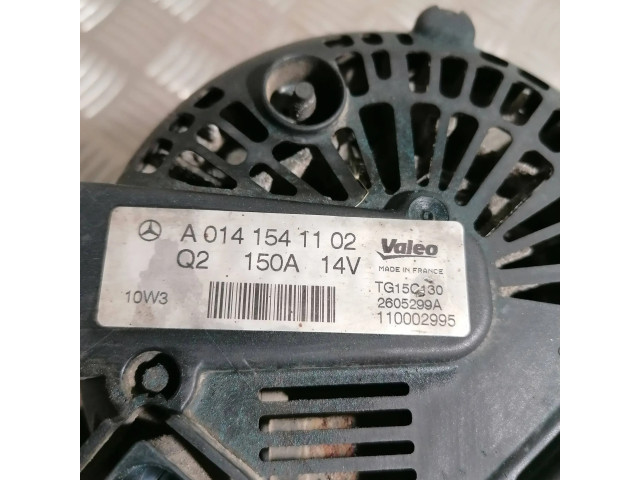 A 014 154 11 02
Q2 150A 14V
10W3
Valeo
MADE IN FRANCE
TG15C130
2605299A
110002995